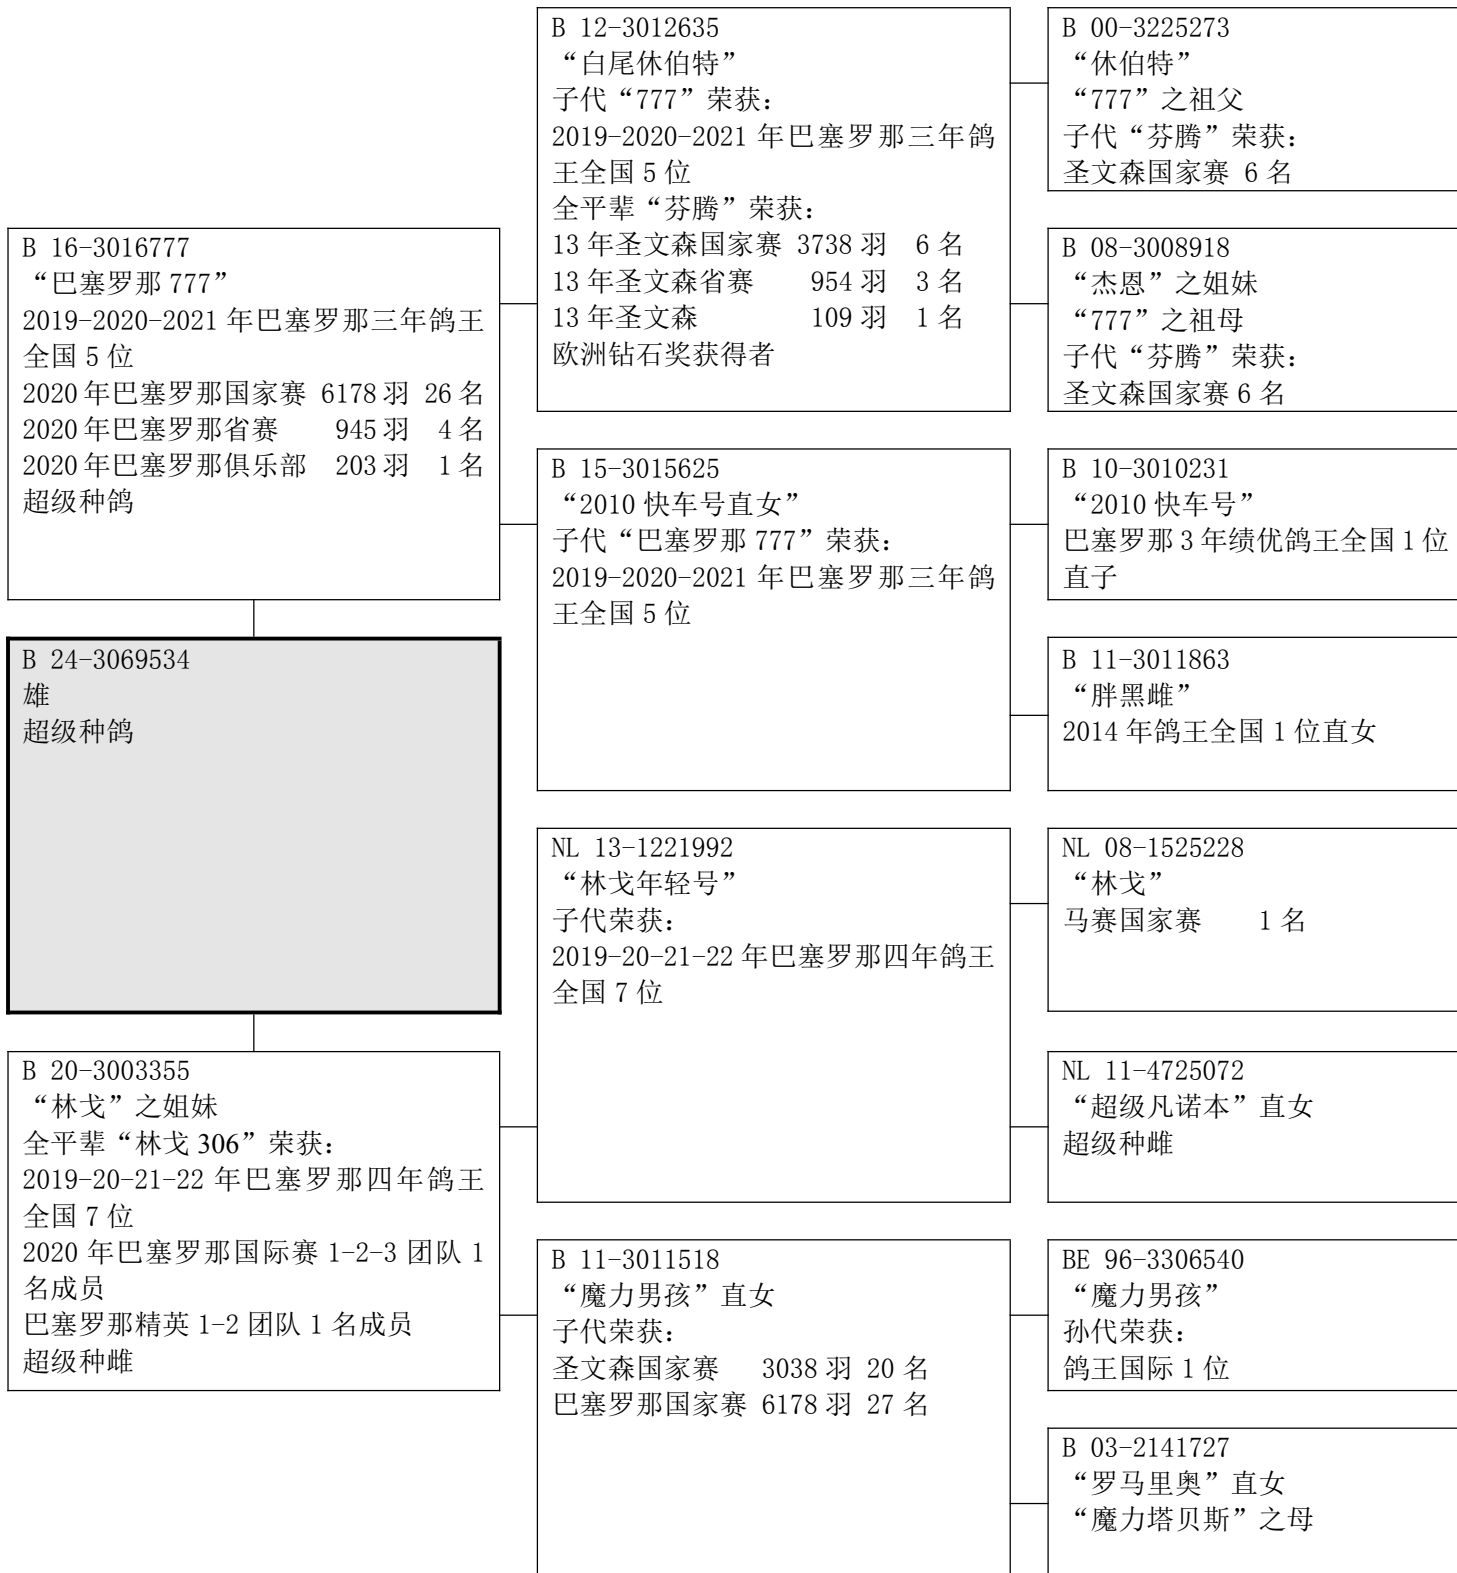 B 16-3016777
“巴塞罗那 777”
2019-2020-2021 年巴塞罗那三年鸽王
全国 5 位
2020 年巴塞罗那国家赛 6178 羽 26 名
2020 年巴塞罗那省赛 945 羽 4 名
2020 年巴塞罗那俱乐部 203 羽 1 名
超级种鸽
B 24-3069534
雄
超级种鸽
B 20-3003355
“林戈”之姐妹
全平辈“林戈 306”荣获：
2019-20-21-22 年巴塞罗那四年鸽王
全国 7 位
2020 年巴塞罗那国际赛 1-2-3 团队 1
名成员
巴塞罗那精英 1-2 团队 1 名成员
超级种雌
B 12-3012635
“白尾休伯特”
子代“777”荣获：
2019-2020-2021 年巴塞罗那三年鸽
王全国 5 位
全平辈“芬腾”荣获：
13 年圣文森国家赛 3738 羽 6 名
13 年圣文森省赛 954 羽 3 名
13 年圣文森 109 羽 1 名
欧洲钻石奖获得者
B 15-3015625
“2010 快车号直女”
子代“巴塞罗那 777”荣获：
2019-2020-2021 年巴塞罗那三年鸽
王全国 5 位
NL 13-1221992
“林戈年轻号”
子代荣获：
2019-20-21-22 年巴塞罗那四年鸽王
全国 7 位
B 11-3011518
“魔力男孩”直女
子代荣获：
圣文森国家赛 3038 羽 20 名
巴塞罗那国家赛 6178 羽 27 名
B 00-3225273
“休伯特”
“777”之祖父
子代“芬腾”荣获：
圣文森国家赛 6 名
B 08-3008918
“杰恩”之姐妹
“777”之祖母
子代“芬腾”荣获：
圣文森国家赛 6 名
B 10-3010231
“2010 快车号”
巴塞罗那 3 年绩优鸽王全国 1 位
直子
B 11-3011863
“胖黑雌”
2014 年鸽王全国 1 位直女
NL 08-1525228
“林戈”
马赛国家赛 1 名
NL 11-4725072
“超级凡诺本”直女
超级种雌
BE 96-3306540
“魔力男孩”
孙代荣获：
鸽王国际 1 位
B 03-2141727
“罗马里奥”直女
“魔力塔贝斯”之母